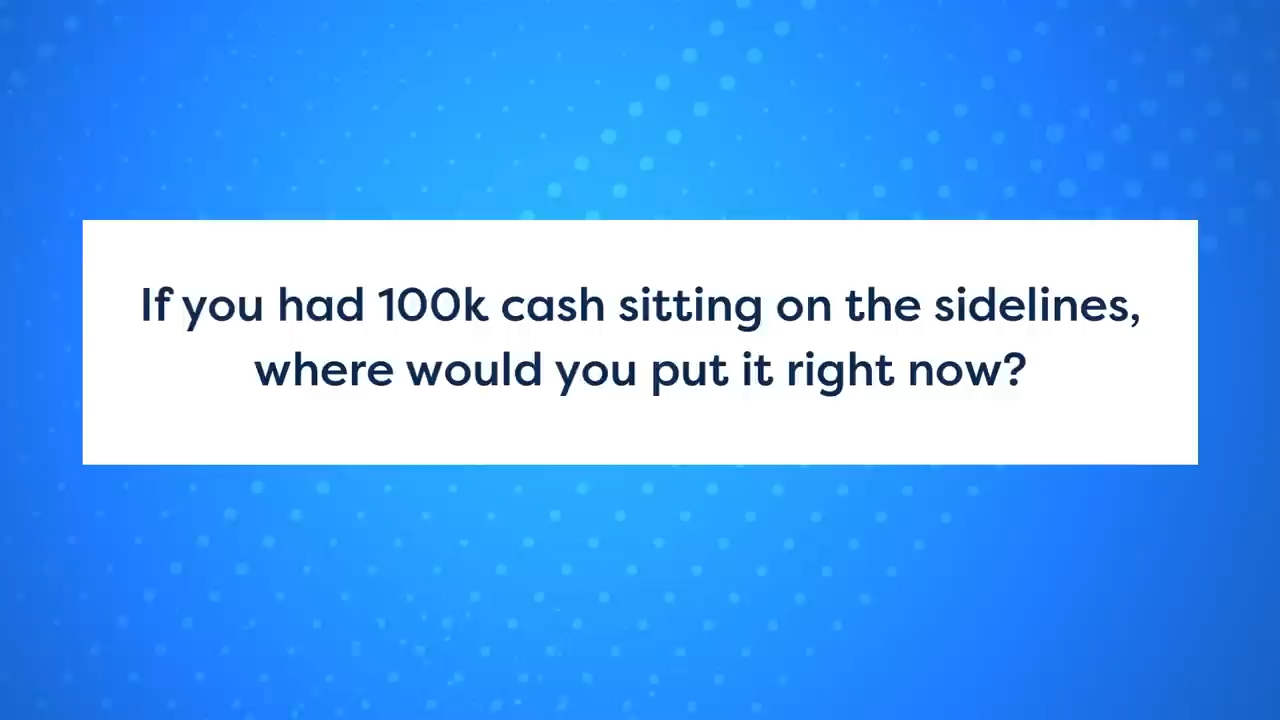 If you had 100k cash sitting on the sidelines,
where would you put it right now?